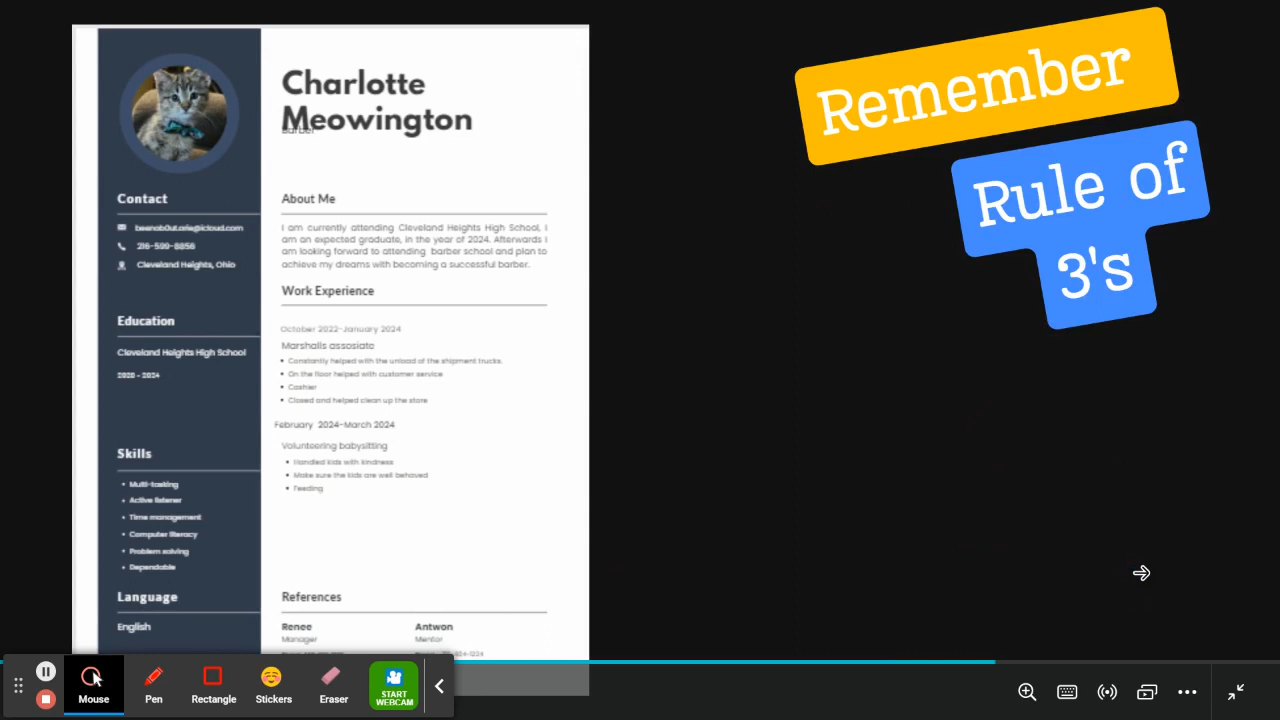 Charlotte
Meowington
Barber
Contact
216-599-8856
Cleveland Heights, Ohio
Education
Cleveland Heights High School
2020 - 2024
Skills
Multi-tasking
Active listener
Time management
Computer literacy
Problem solving
Dependable
Language
English
About Me
I am currently attending Cleveland Heights High School, I
am an expected graduate, in the year of 2024. Afterwards I
am looking forward to attending barber school and plan to
achieve my dreams with becoming a successful barber.
Work Experience
October 2022-January 2024
Marshalls assosiate
Constantly helped with the unload of the shipment trucks.
On the floor helped with customer service
Cashier
Closed and helped clean up the store
February 2024-March 2024
Volunteering babysitting
Handled kids with kindness
Make sure the kids are well behaved
Feeding
References
Renee
Manager
Antwon
Mentor
Remember
Rule of
3's
Mouse
Pen
Rectangle
Stickers
Eraser
START
WEBCAM